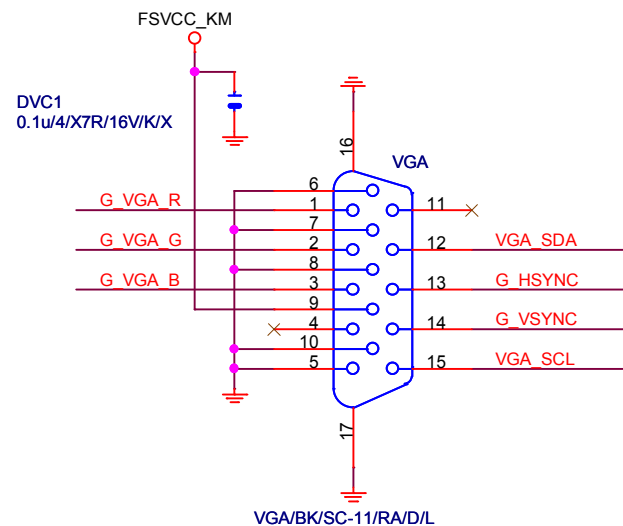 FSVCC_KM
DVC1
0.1u/4/X7R/16V/K/X
16
VGA
6
G_VGA_R 1 11
7
G_VGA_G 2 12 VGA_SDA
8
G_VGA_B 3 13 G_HSYNC
9
4 14 G_VSYNC
10
5 15 VGA_SCL
17
VGA/BK/SC-11/RA/D/L